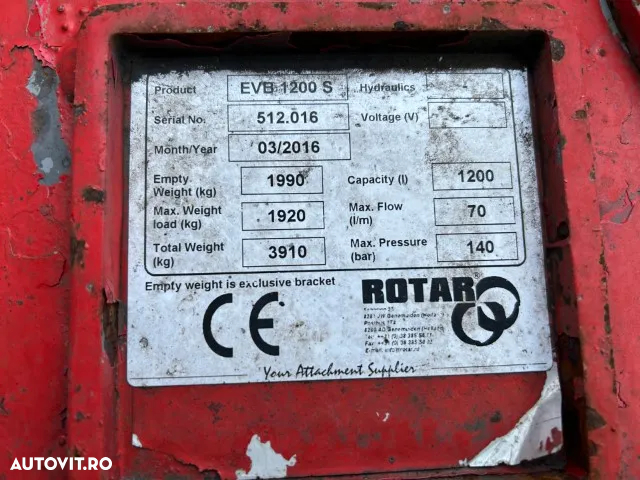 Product EVB 1200 S Hydraulics
Serial No: 512.016 Voltage (V)
Month/Year 03/2016
Empty Weight (kg) 1990 Capacity (l) 1200
Max. Weight load (kg) 1920 Max. Flow (l/m) 70
Total Weight (kg) 3910 Max. Pressure (bar) 140
Empty weight is exclusive bracket
CE
ROTAR
Your Attachment Supplier
AUTOVIT.RO